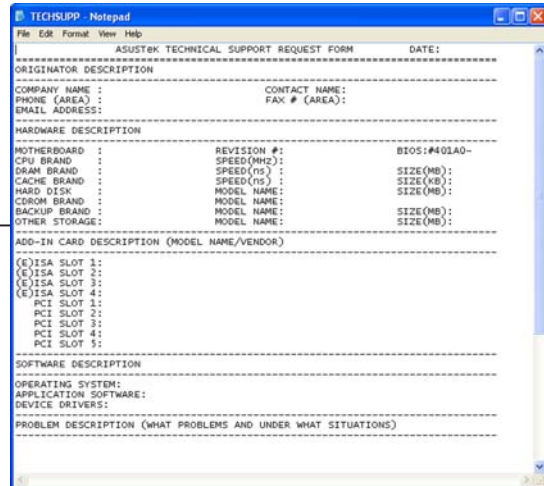 TECHSUPP - Notepad
File Edit Format View Help
ASUSTeK TECHNICAL SUPPORT REQUEST FORM DATE:
================================================================
ORIGINATOR DESCRIPTION
----------------------------------------------------------------
COMPANY NAME : CONTACT NAME:
PHONE (AREA) : FAX # (AREA):
EMAIL ADDRESS:
----------------------------------------------------------------
HARDWARE DESCRIPTION
----------------------------------------------------------------
MOTHERBOARD : REVISION #: BIOS:#401A0-
CPU BRAND : SPEED(MHz):
DRAM BRAND : SPEED(ns) : SIZE(MB):
CACHE BRAND : SPEED(ns) : SIZE(KB):
HARD DISK : MODEL NAME: SIZE(MB):
CDROM BRAND : MODEL NAME:
BACKUP BRAND : MODEL NAME: SIZE(MB):
OTHER STORAGE: MODEL NAME: SIZE(MB):
----------------------------------------------------------------
ADD-IN CARD DESCRIPTION (MODEL NAME/VENDOR)
----------------------------------------------------------------
(E)ISA SLOT 1:
(E)ISA SLOT 2:
(E)ISA SLOT 3:
(E)ISA SLOT 4:
PCI SLOT 1:
PCI SLOT 2:
PCI SLOT 3:
PCI SLOT 4:
PCI SLOT 5:
----------------------------------------------------------------
SOFTWARE DESCRIPTION
----------------------------------------------------------------
OPERATING SYSTEM:
APPLICATION SOFTWARE:
DEVICE DRIVERS:
----------------------------------------------------------------
PROBLEM DESCRIPTION (WHAT PROBLEMS AND UNDER WHAT SITUATIONS)
----------------------------------------------------------------